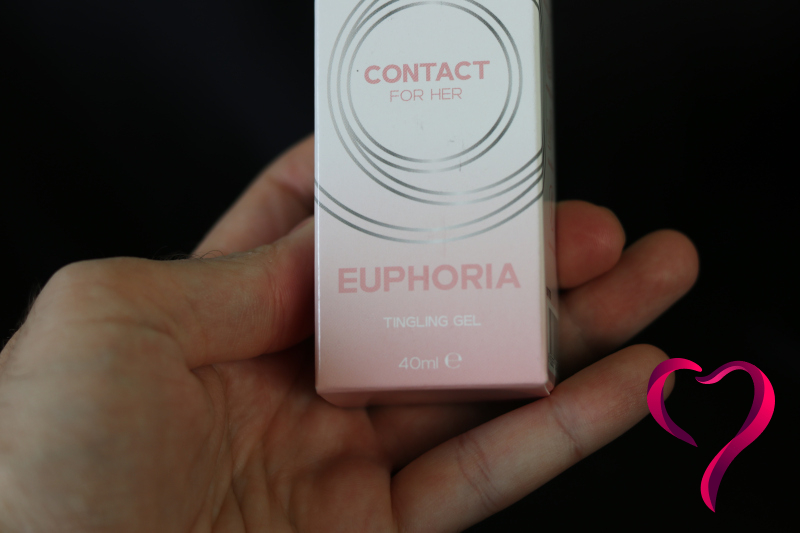 CONTACT
FOR HER
EUPHORIA
TINGLING GEL
40ml ℮